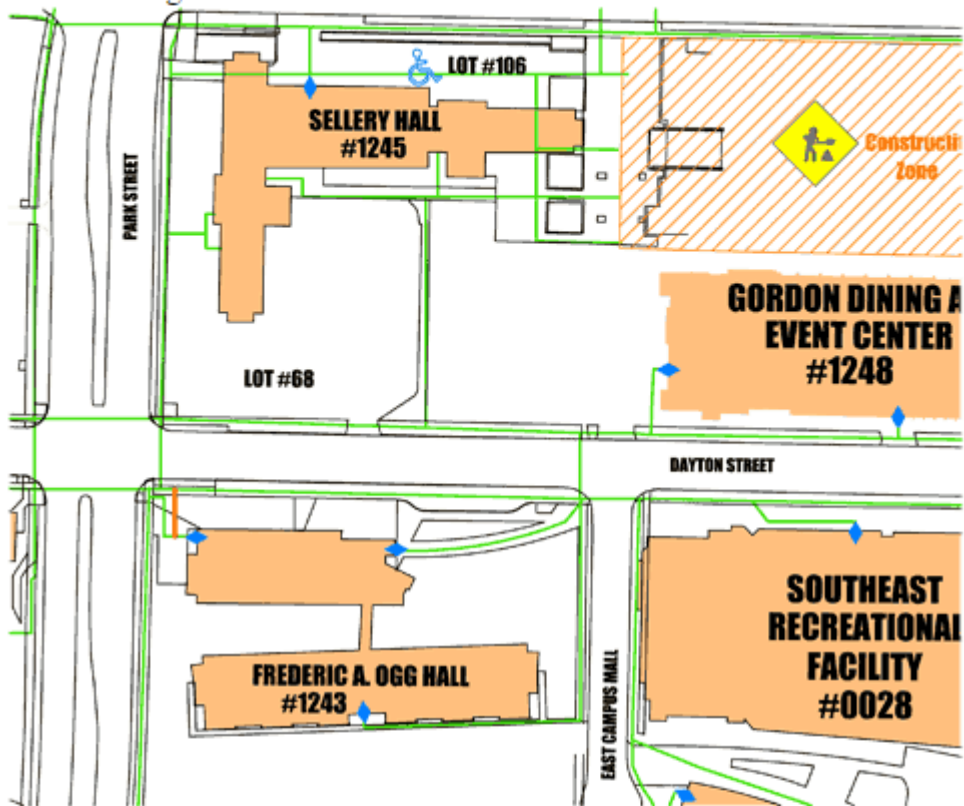 LOT #106
SELLERY HALL
#1245
Constructi
Zone
PARK STREET
GORDON DINING A
EVENT CENTER
#1248
LOT #68
DAYTON STREET
SOUTHEAST
RECREATIONAL
FACILITY
#0028
FREDERIC A. OGG HALL
#1243
EAST CAMPUS MALL